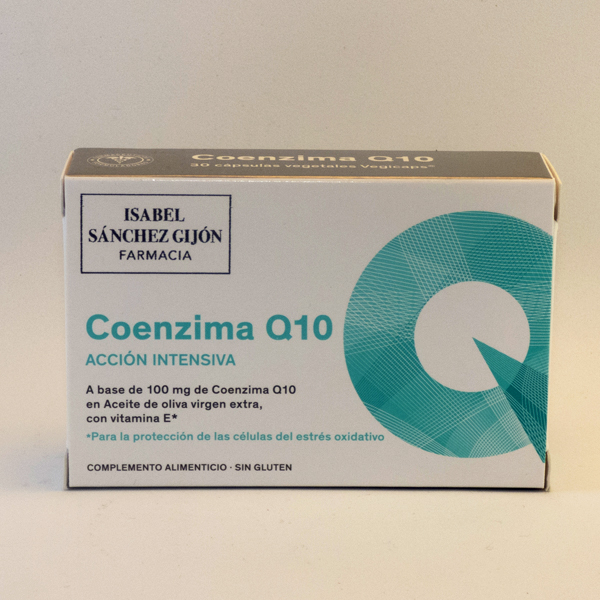 Coenzima Q10
30 cápsulas vegetales Vegicaps*
ISABEL
SÁNCHEZ GIJÓN
FARMACIA
Coenzima Q10
ACCIÓN INTENSIVA
A base de 100 mg de Coenzima Q10
en Aceite de oliva virgen extra,
con vitamina E*
*Para la protección de las células del estrés oxidativo
COMPLEMENTO ALIMENTICIO · SIN GLUTEN